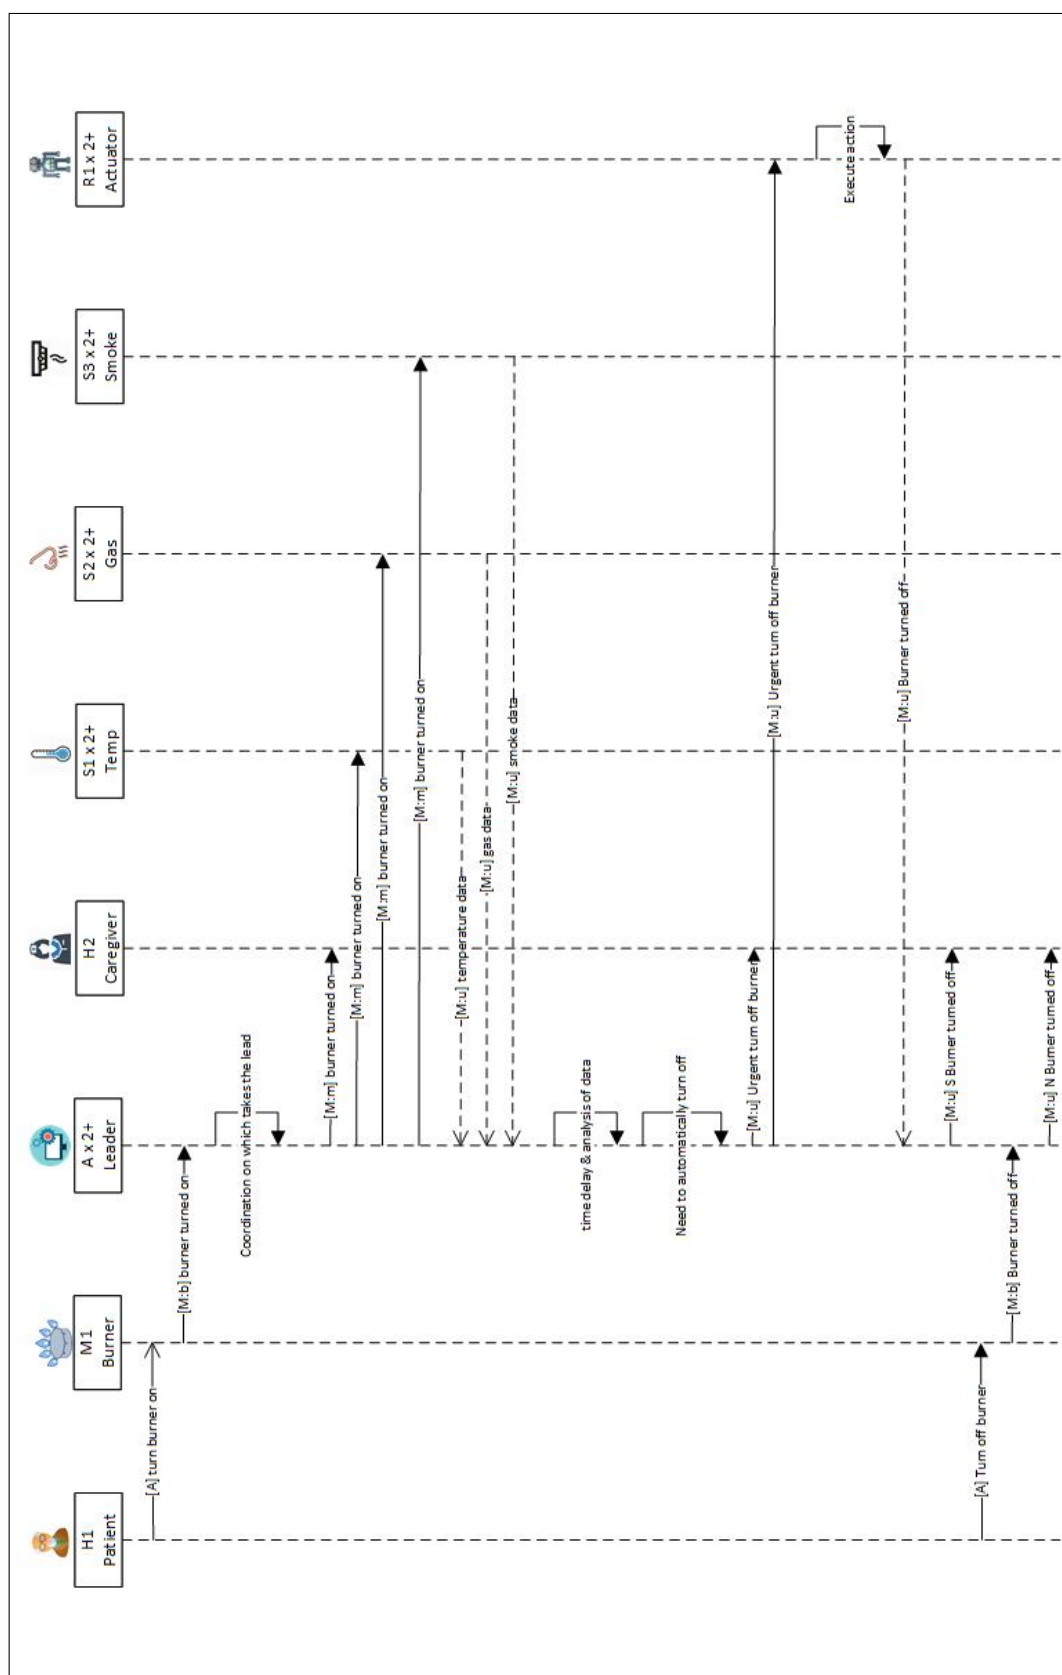 H1
Patient
M1
Burner
A x 2+
Leader
H2
Caregiver
S1 x 2+
Temp
S2 x 2+
Gas
S3 x 2+
Smoke
R1 x 2+
Actuator
[A] turn burner on
[M:b] burner turned on
Coordination on which takes the lead
[M:m] burner turned on
[M:m] burner turned on
[M:m] burner turned on
[M:m] burner turned on
[M:u] temperature data
[M:u] gas data
[M:u] smoke data
time delay & analysis of data
Need to automatically turn off
[M:u] Urgent turn off burner
[M:u] Urgent turn off burner
Execute action
[M:u] Burner turned off
[M:u] S Burner turned off
[A] Turn off burner
[M:b] Burner turned off
[M:u] N Burner turned off